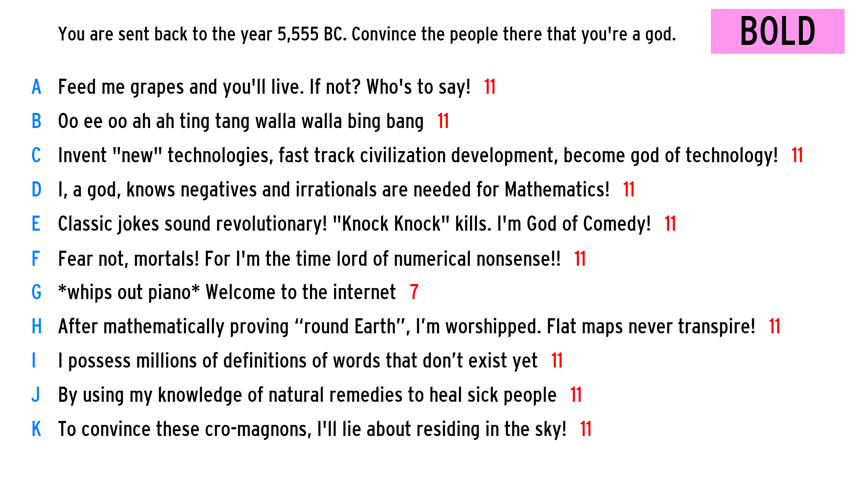 You are sent back to the year 5,555 BC. Convince the people there that you're a god.
BOLD
A Feed me grapes and you'll live. If not? Who's to say! 11
B Oo ee oo ah ah ting tang walla walla bing bang 11
C Invent "new" technologies, fast track civilization development, become god of technology! 11
D I, a god, knows negatives and irrationals are needed for Mathematics! 11
E Classic jokes sound revolutionary! "Knock Knock" kills. I'm God of Comedy! 11
F Fear not, mortals! For I'm the time lord of numerical nonsense!! 11
G *whips out piano* Welcome to the internet 7
H After mathematically proving “round Earth”, I’m worshipped. Flat maps never transpire! 11
I I possess millions of definitions of words that don’t exist yet 11
J By using my knowledge of natural remedies to heal sick people 11
K To convince these cro-magnons, I'll lie about residing in the sky! 11